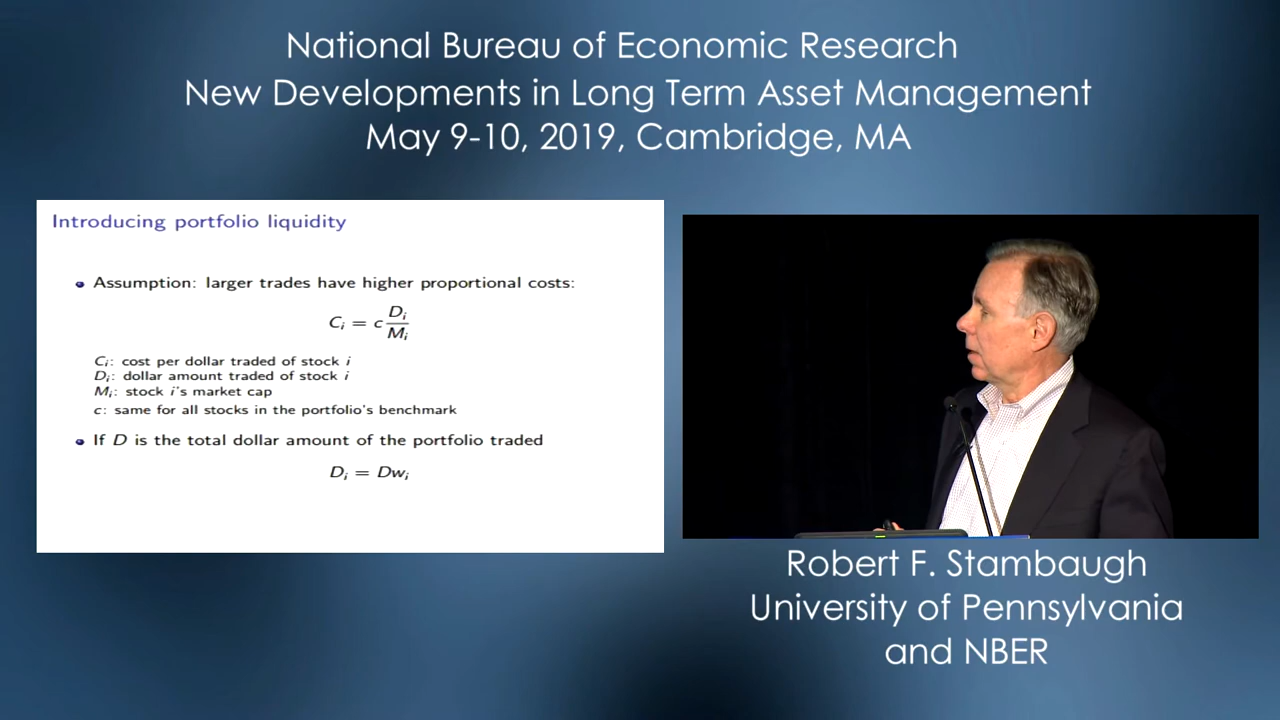 National Bureau of Economic Research
New Developments in Long Term Asset Management
May 9-10, 2019, Cambridge, MA
Introducing portfolio liquidity
Assumption: larger trades have higher proportional costs:
C_i = c D_i / M_i
C_i: cost per dollar traded of stock i
D_i: dollar amount traded of stock i
M_i: stock i's market cap
c: same for all stocks in the portfolio's benchmark
If D is the total dollar amount of the portfolio traded
D_i = Dw_i
Robert F. Stambaugh
University of Pennsylvania
and NBER